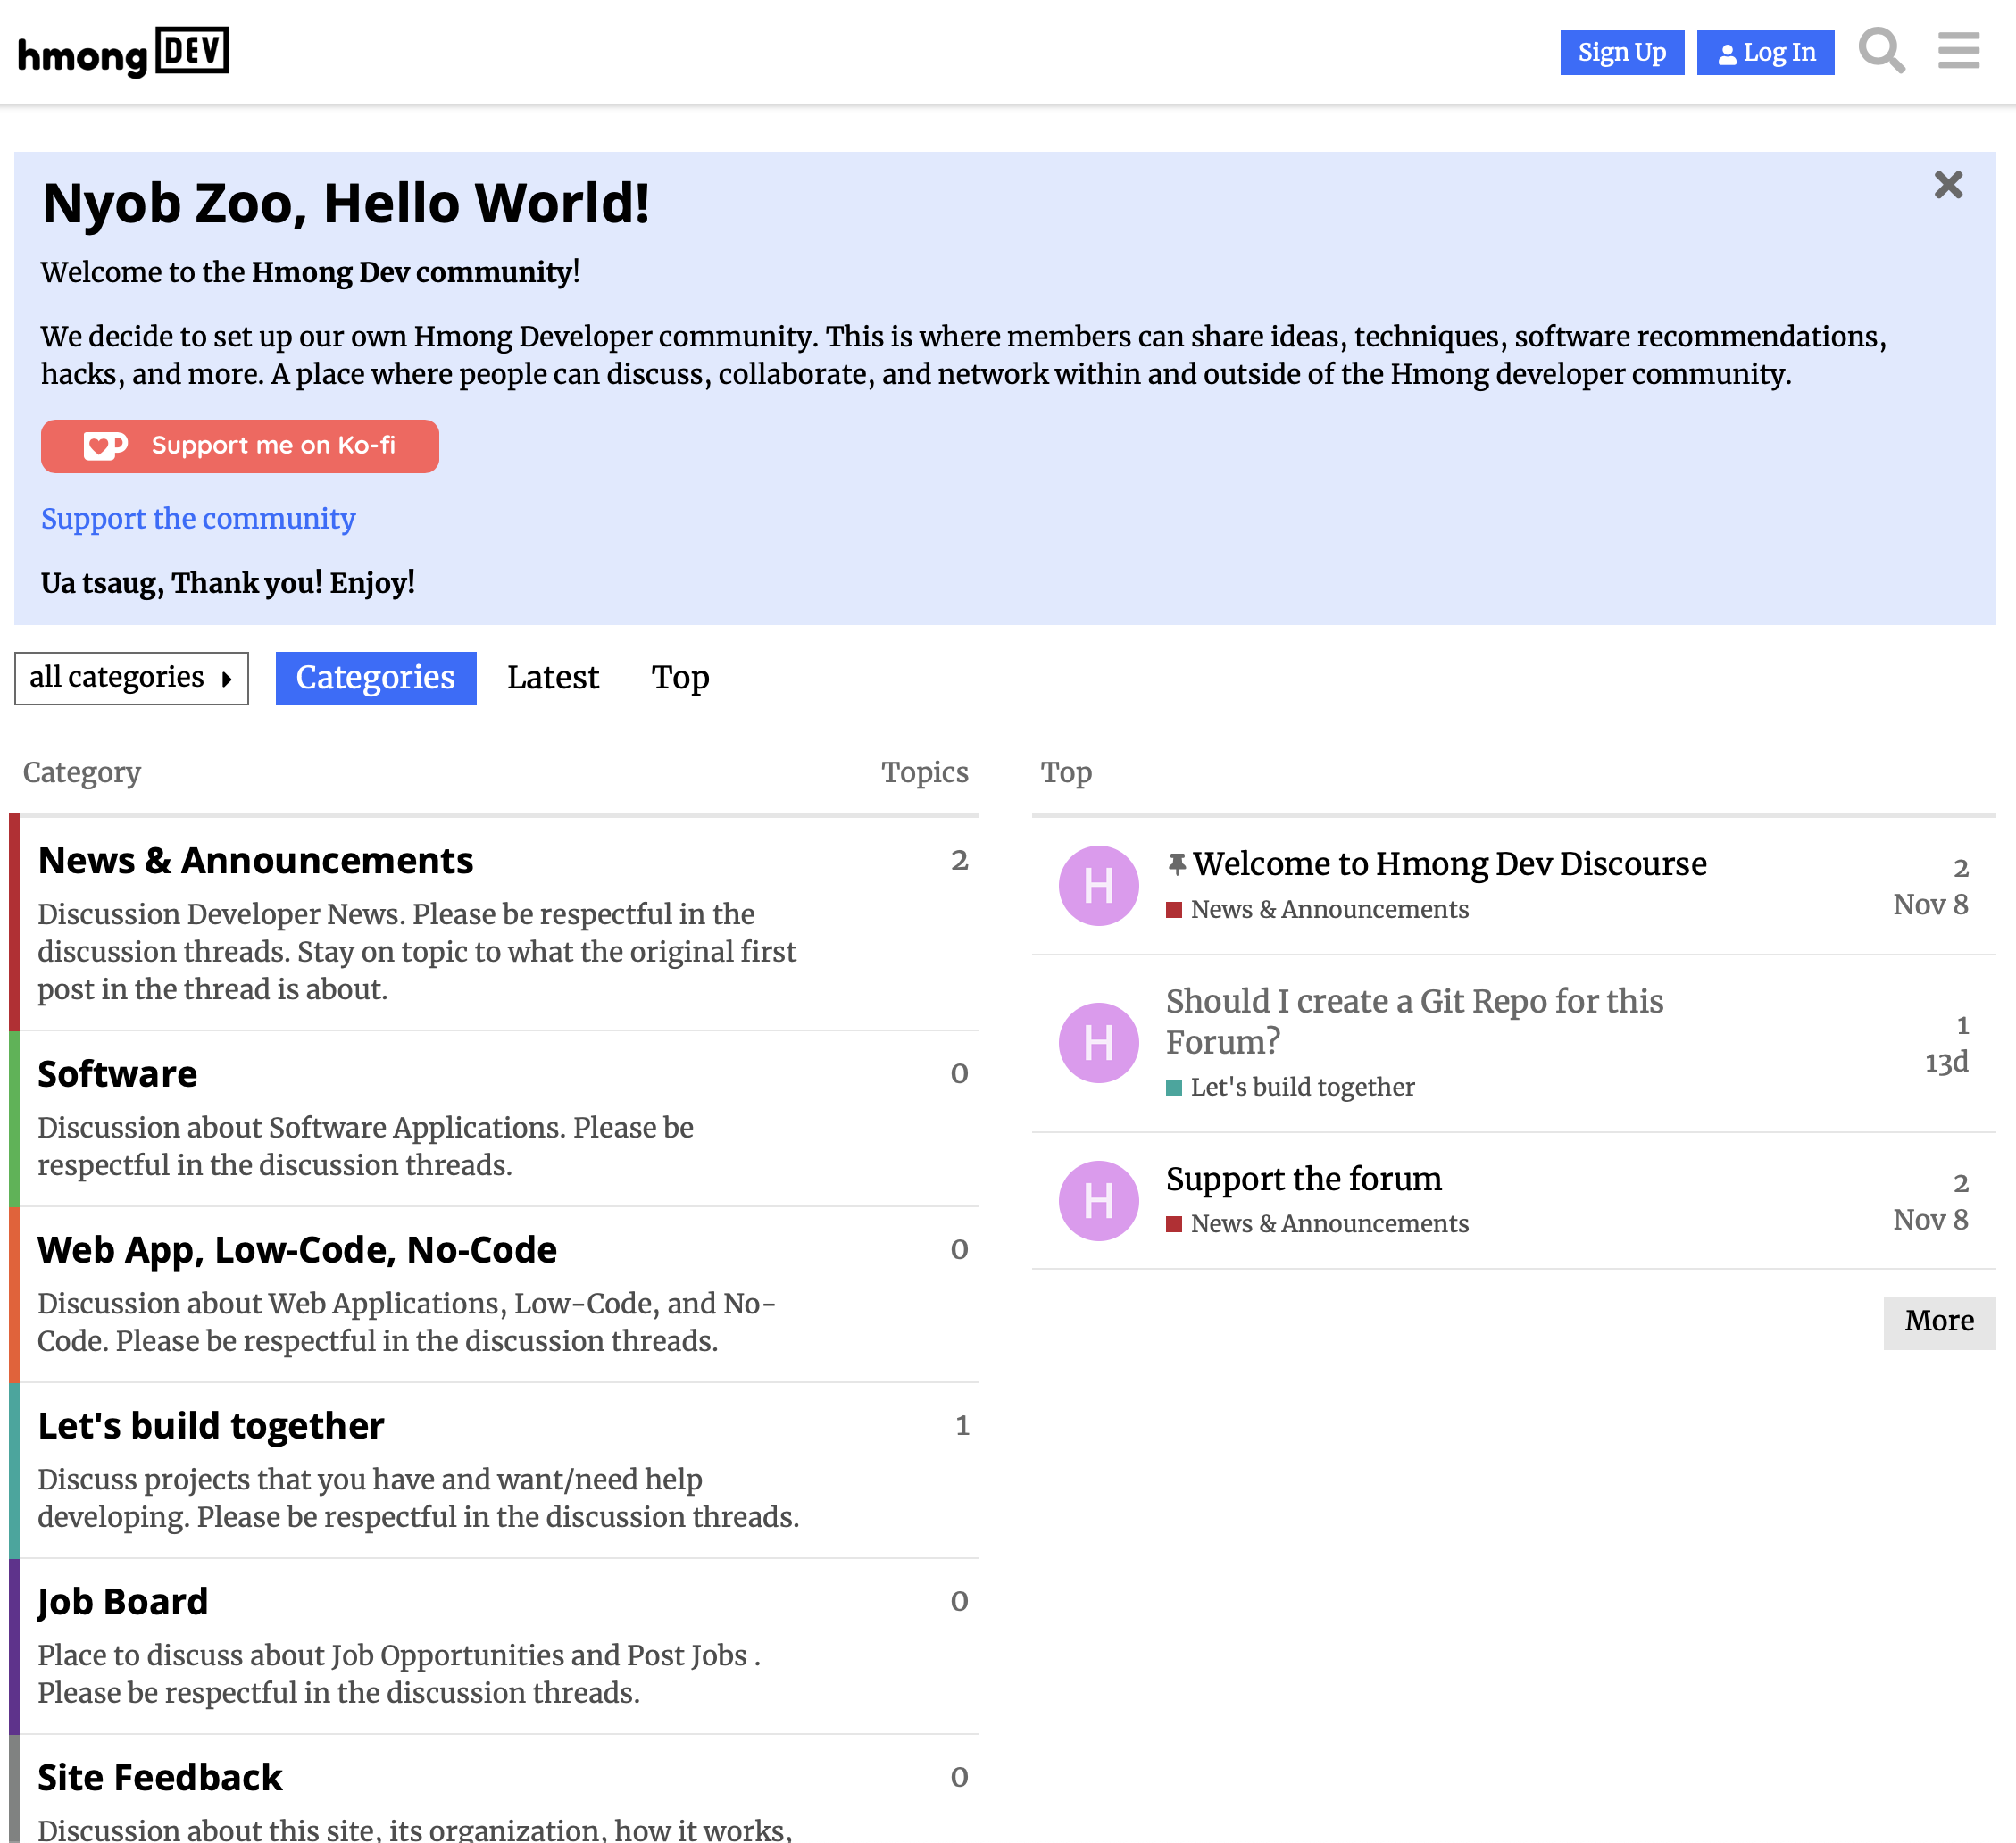 hmong DEV
Sign Up
Log In
Nyob Zoo, Hello World!
Welcome to the Hmong Dev community!
We decide to set up our own Hmong Developer community. This is where members can share ideas, techniques, software recommendations,
hacks, and more. A place where people can discuss, collaborate, and network within and outside of the Hmong developer community.
Support me on Ko-fi
Support the community
Ua tsaug, Thank you! Enjoy!
all categories
Categories
Latest
Top
Category
Topics
News & Announcements
2
Discussion Developer News. Please be respectful in the
discussion threads. Stay on topic to what the original first
post in the thread is about.
Software
0
Discussion about Software Applications. Please be
respectful in the discussion threads.
Web App, Low-Code, No-Code
0
Discussion about Web Applications, Low-Code, and No-
Code. Please be respectful in the discussion threads.
Let's build together
1
Discuss projects that you have and want/need help
developing. Please be respectful in the discussion threads.
Job Board
0
Place to discuss about Job Opportunities and Post Jobs .
Please be respectful in the discussion threads.
Site Feedback
0
Discussion about this site, its organization, how it works,
Top
H
Welcome to Hmong Dev Discourse
News & Announcements
2
Nov 8
H
Should I create a Git Repo for this
Forum?
Let's build together
1
13d
H
Support the forum
News & Announcements
2
Nov 8
More